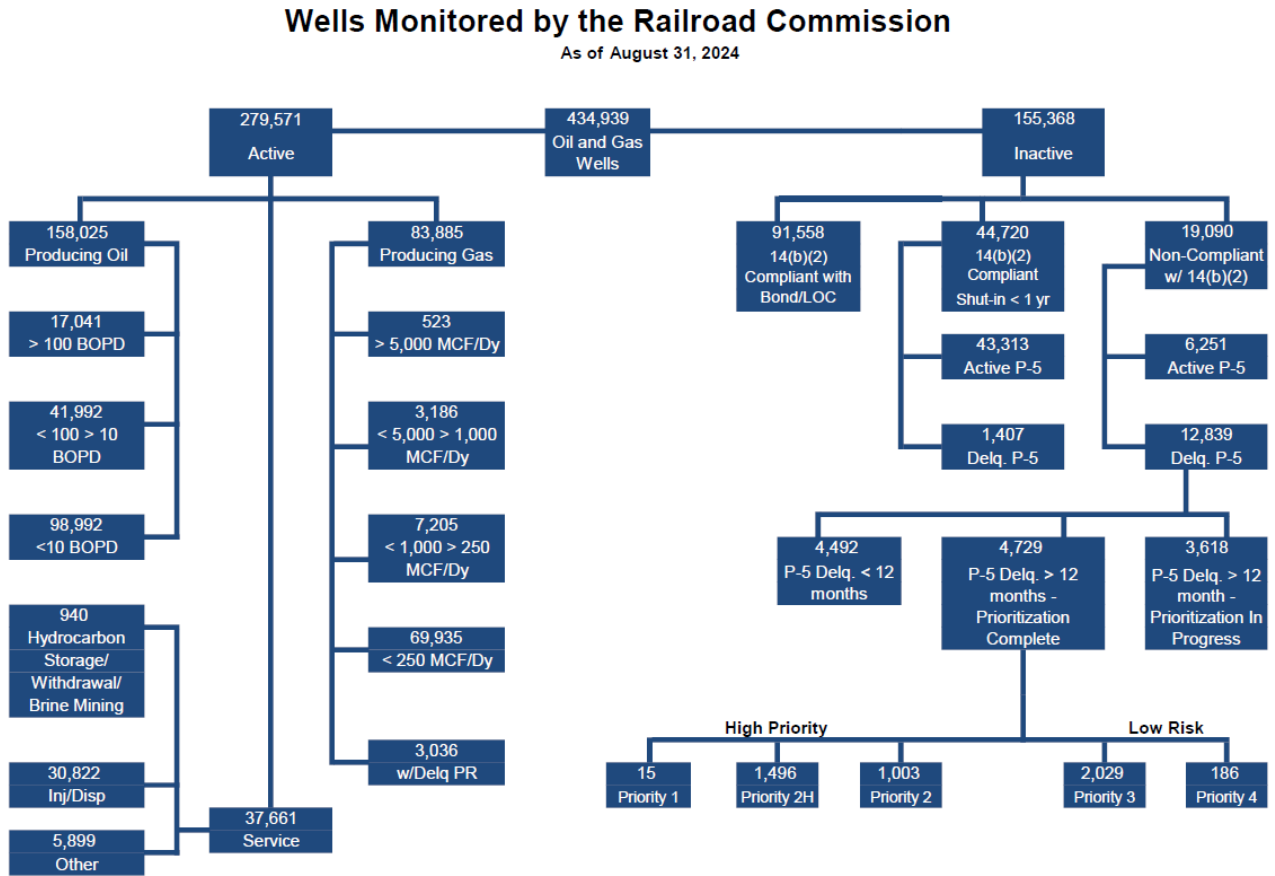 Wells Monitored by the Railroad Commission
As of August 31, 2024
279,571
Active
434,939
Oil and Gas
Wells
155,368
Inactive
158,025
Producing Oil
17,041
> 100 BOPD
41,992
< 100 > 10
BOPD
98,992
<10 BOPD
83,885
Producing Gas
523
> 5,000 MCF/Dy
3,186
< 5,000 > 1,000
MCF/Dy
7,205
< 1,000 > 250
MCF/Dy
69,935
< 250 MCF/Dy
3,036
w/Delq PR
940
Hydrocarbon
Storage/
Withdrawal/
Brine Mining
30,822
Inj/Disp
5,899
Other
37,661
Service
91,558
14(b)(2)
Compliant with
Bond/LOC
44,720
14(b)(2)
Compliant
Shut-in < 1 yr
43,313
Active P-5
1,407
Delq. P-5
19,090
Non-Compliant
w/ 14(b)(2)
6,251
Active P-5
12,839
Delq. P-5
4,492
P-5 Delq. < 12
months
4,729
P-5 Delq. > 12
months -
Prioritization
Complete
3,618
P-5 Delq. > 12
month -
Prioritization In
Progress
High Priority
Low Risk
15
Priority 1
1,496
Priority 2H
1,003
Priority 2
2,029
Priority 3
186
Priority 4